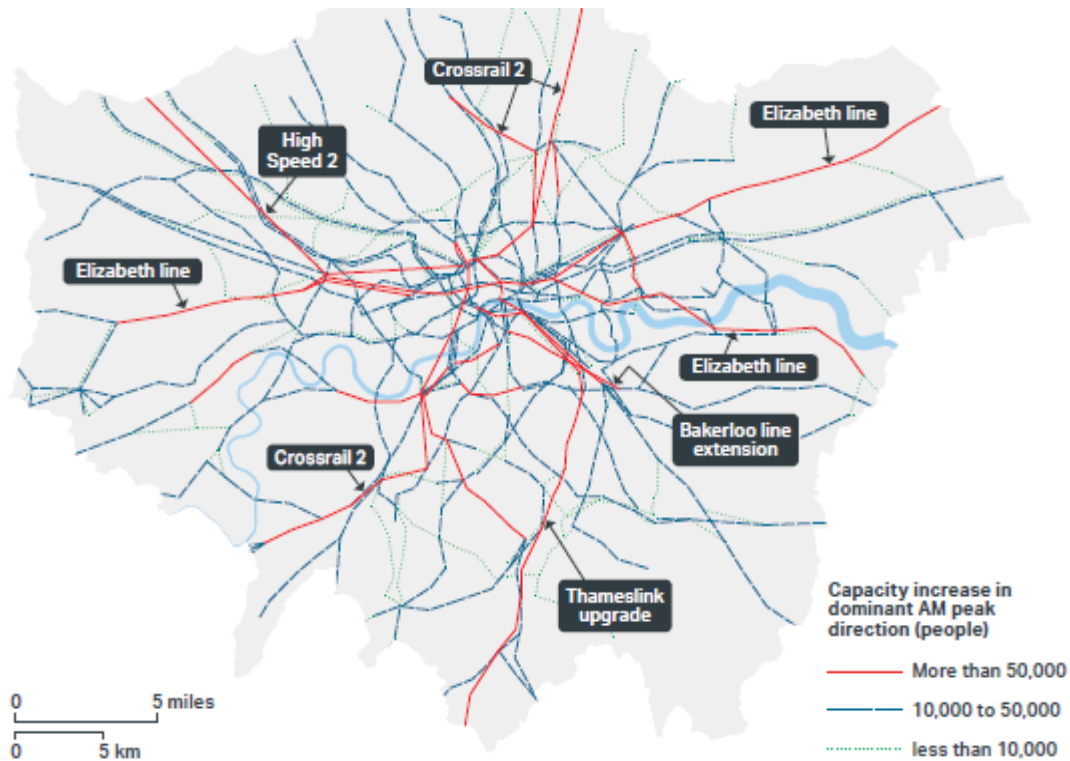 Crossrail 2
Elizabeth line
High
Speed 2
Elizabeth line
Elizabeth line
Bakerloo line
extension
Crossrail 2
Thameslink
upgrade
Capacity increase in
dominant AM peak
direction (people)
More than 50,000
10,000 to 50,000
less than 10,000
0 5 miles
0 5 km